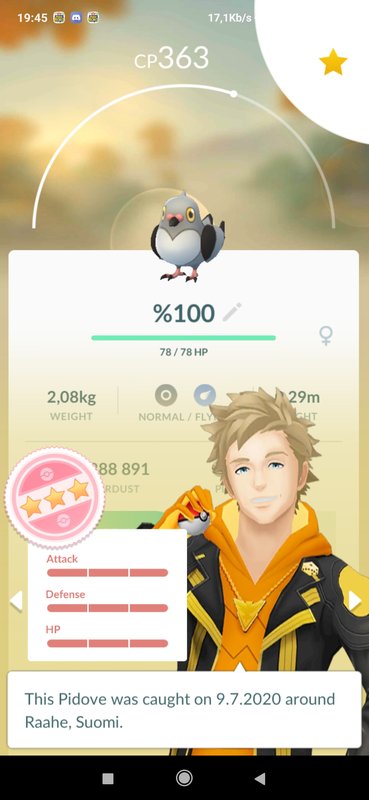 19:45
17,1Kb/s
CP363
%100
78 / 78 HP
2,08kg
29m
WEIGHT
NORMAL / FLY
GHT
88 891
ARDUST
Attack
Defense
HP
This Pidove was caught on 9.7.2020 around
Raahe, Suomi.